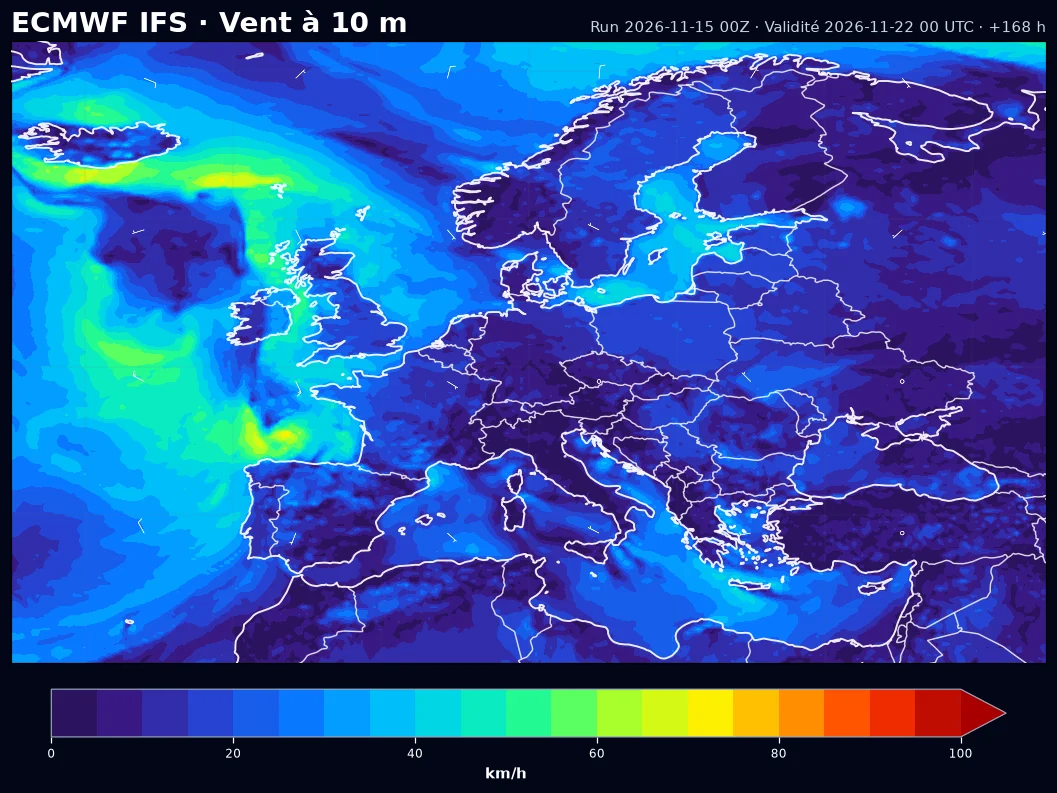 ECMWF IFS · Vent à 10 m
Run 2026-11-15 00Z · Validité 2026-11-22 00 UTC · +168 h
0 20 40 60 80 100
km/h